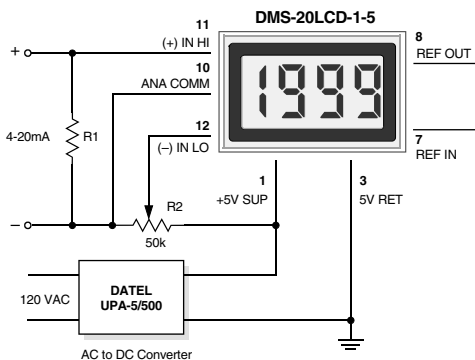 DMS-20LCD-1-5
11
(+) IN HI
8
REF OUT
+
10
ANA COMM
1999
4-20mA
R1
12
(–) IN LO
7
REF IN
1
+5V SUP
3
5V RET
R2
–
50k
120 VAC
DATEL
UPA-5/500
AC to DC Converter